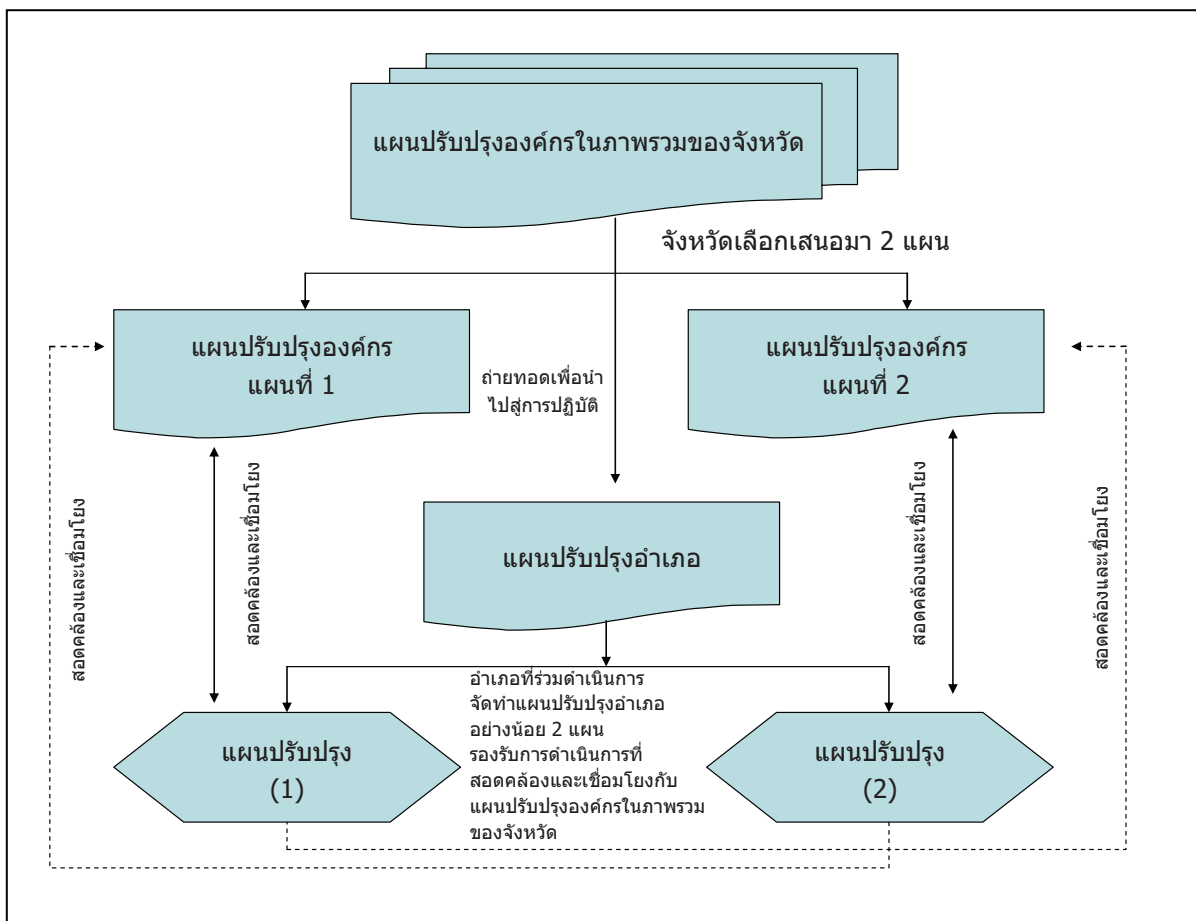 แผนปรับปรุงองค์กรในภาพรวมของจังหวัด
จังหวัดเลือกเสนอมา 2 แผน
แผนปรับปรุงองค์กร
แผนที่ 1
แผนปรับปรุงองค์กร
แผนที่ 2
ถ่ายทอดเพื่อนำ
ไปสู่การปฏิบัติ
สอดคล้องและเชื่อมโยง
สอดคล้องและเชื่อมโยง
สอดคล้องและเชื่อมโยง
สอดคล้องและเชื่อมโยง
แผนปรับปรุงอำเภอ
อำเภอที่ร่วมดำเนินการ
จัดทำแผนปรับปรุงอำเภอ
อย่างน้อย 2 แผน
รองรับการดำเนินการที่
สอดคล้องและเชื่อมโยงกับ
แผนปรับปรุงองค์กรในภาพรวม
ของจังหวัด
แผนปรับปรุง
(1)
แผนปรับปรุง
(2)